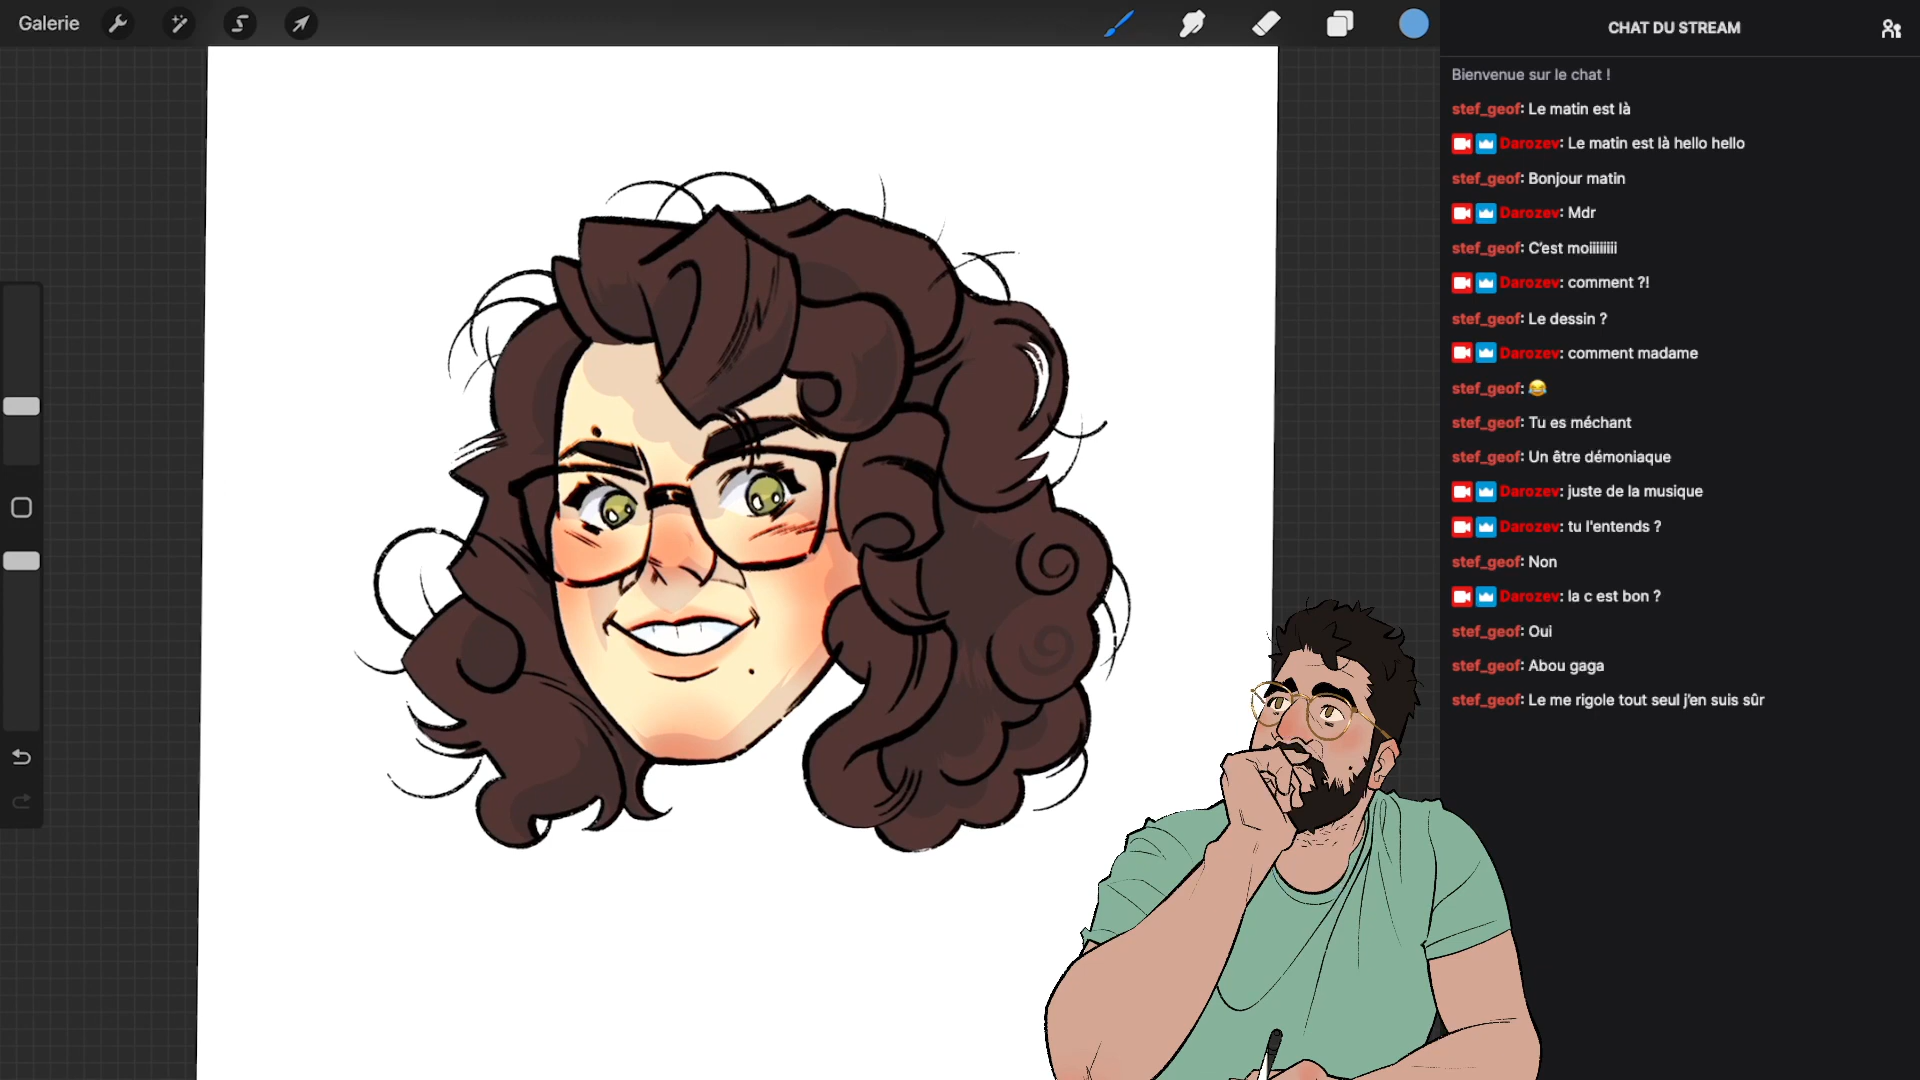 Galerie
CHAT DU STREAM
Bienvenue sur le chat !
stef_geof: Le matin est là
Darozev: Le matin est là hello hello
stef_geof: Bonjour matin
Darozev: Mdr
stef_geof: C'est moiiiiiiiii
Darozev: comment ?!
stef_geof: Le dessin ?
Darozev: comment madame
stef_geof: 😂
stef_geof: Tu es méchant
stef_geof: Un être démoniaque
Darozev: juste de la musique
Darozev: tu l'entends ?
stef_geof: Non
Darozev: la c est bon ?
stef_geof: Oui
stef_geof: Abou gaga
stef_geof: Le me rigole tout seul j'en suis sûr